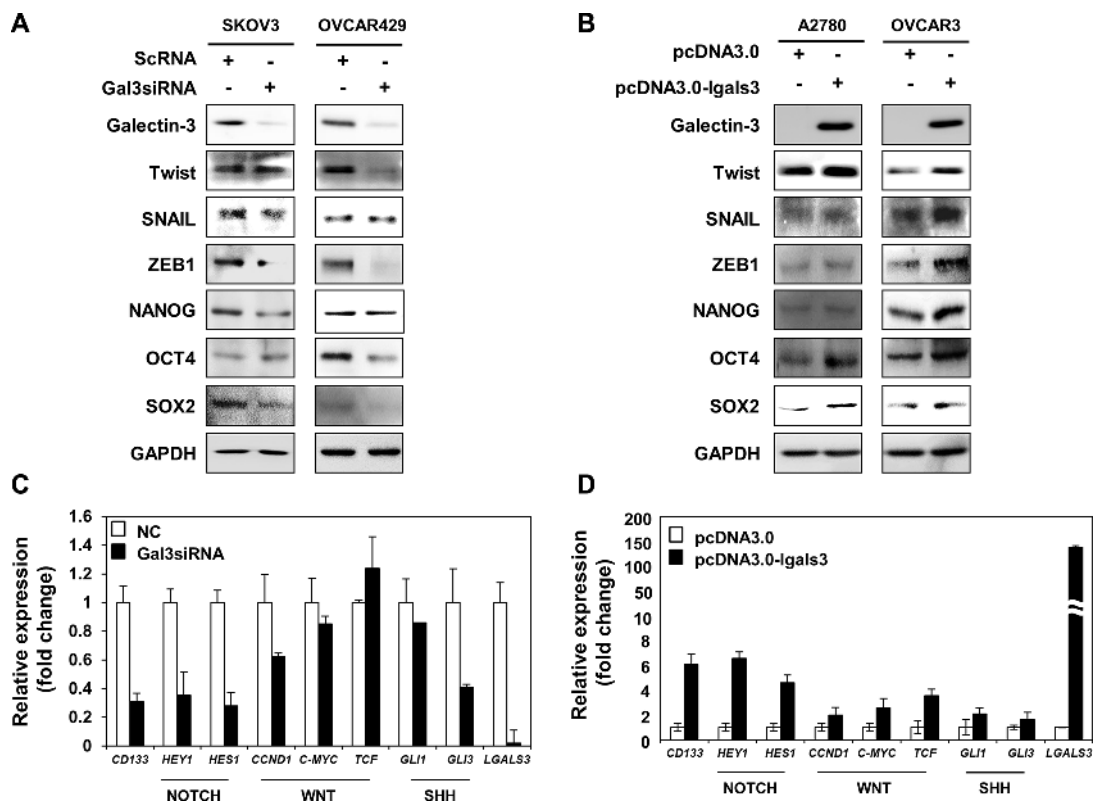 A
SKOV3 OVCAR429
ScRNA + - + -
Gal3siRNA - + - +
Galectin-3
Twist
SNAIL
ZEB1
NANOG
OCT4
SOX2
GAPDH
B
A2780 OVCAR3
pcDNA3.0 + - + -
pcDNA3.0-lgals3 - + - +
Galectin-3
Twist
SNAIL
ZEB1
NANOG
OCT4
SOX2
GAPDH
C
Relative expression
(fold change)
1.6
1.4
1.2
1
0.8
0.6
0.4
0.2
0
NC
Gal3siRNA
CD133 HEY1 HES1 CCND1 C-MYC TCF GLI1 GLI3 LGALS3
NOTCH WNT SHH
D
Relative expression
(fold change)
200
150
50
10
8
6
4
2
0
pcDNA3.0
pcDNA3.0-lgals3
CD133 HEY1 HES1 CCND1 C-MYC TCF GLI1 GLI3 LGALS3
NOTCH WNT SHH